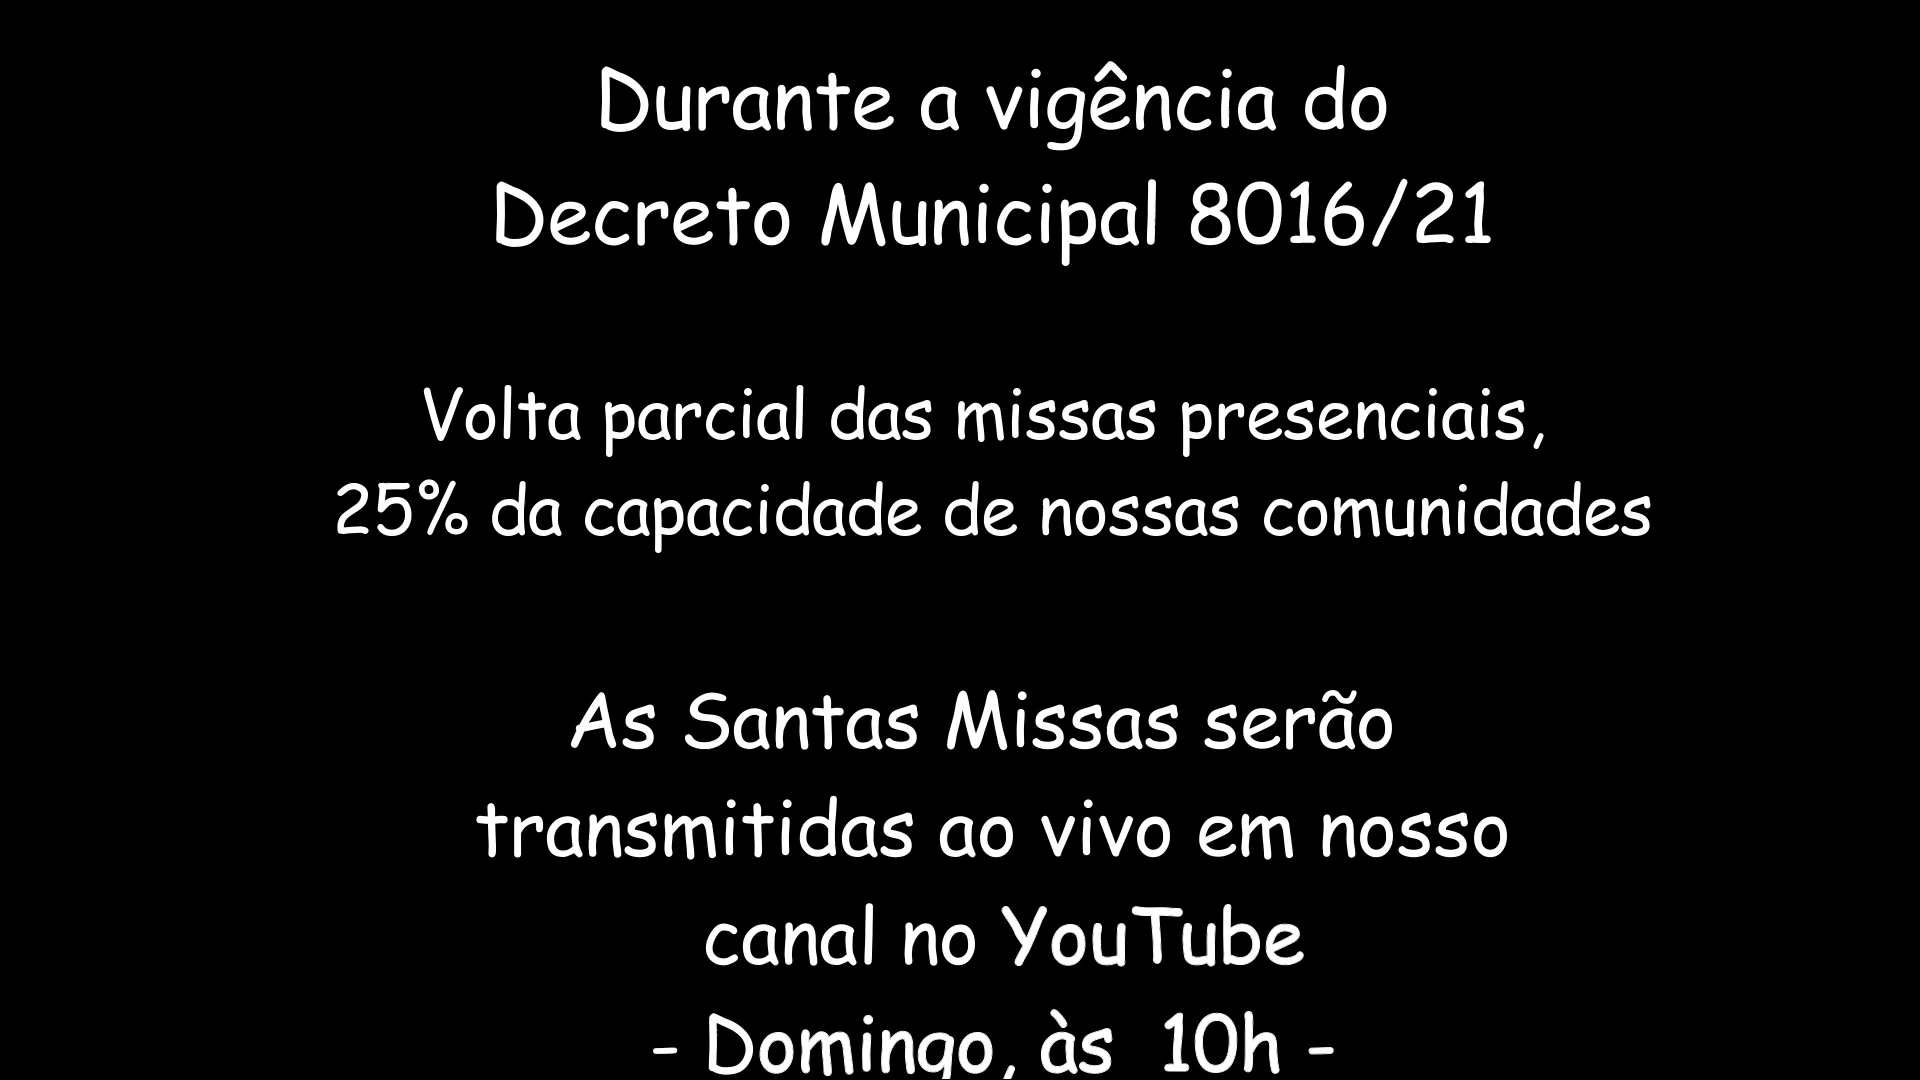 Durante a vigência do
Decreto Municipal 8016/21
Volta parcial das missas presenciais,
25% da capacidade de nossas comunidades
As Santas Missas serão
transmitidas ao vivo em nosso
canal no YouTube
- Domingo, às 10h -